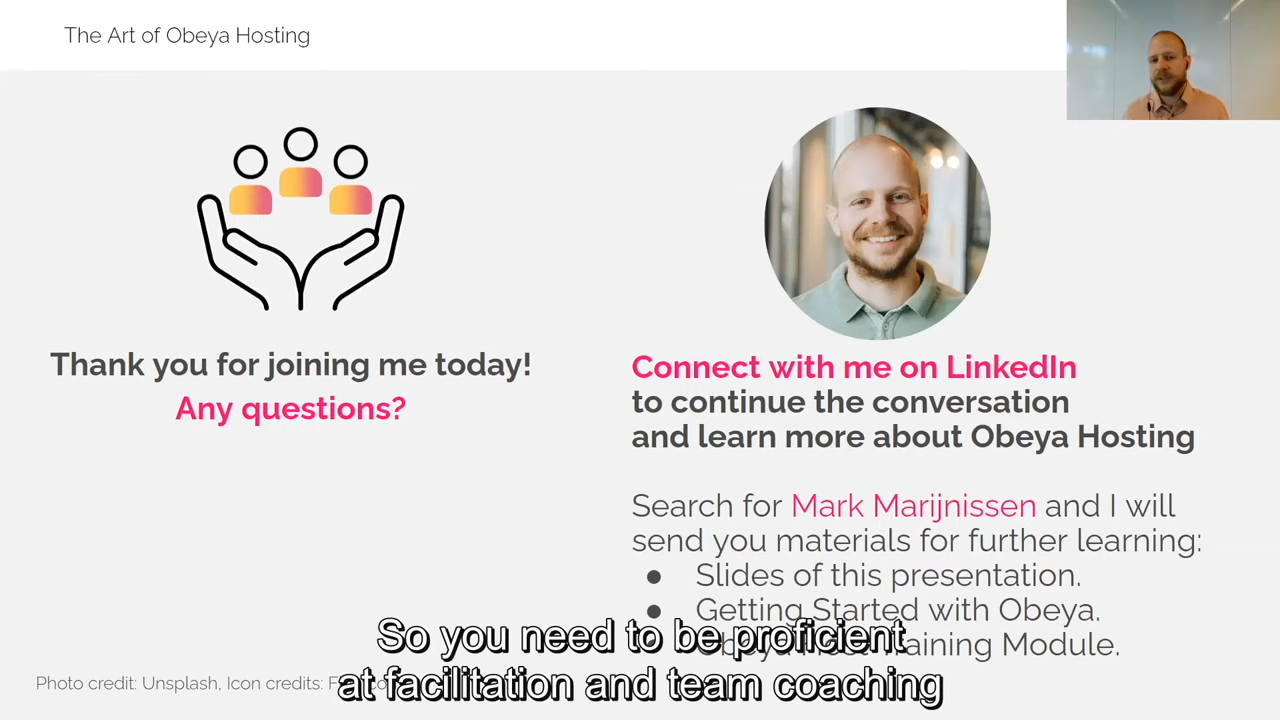 The Art of Obeya Hosting
Thank you for joining me today!
Any questions?
Connect with me on LinkedIn
to continue the conversation
and learn more about Obeya Hosting
Search for Mark Marijnissen and I will
send you materials for further learning:
● Slides of this presentation.
● Getting Started with Obeya.
Training Module.
Photo credit: Unsplash, Icon credits:
So you need to be proficient
at facilitation and team coaching